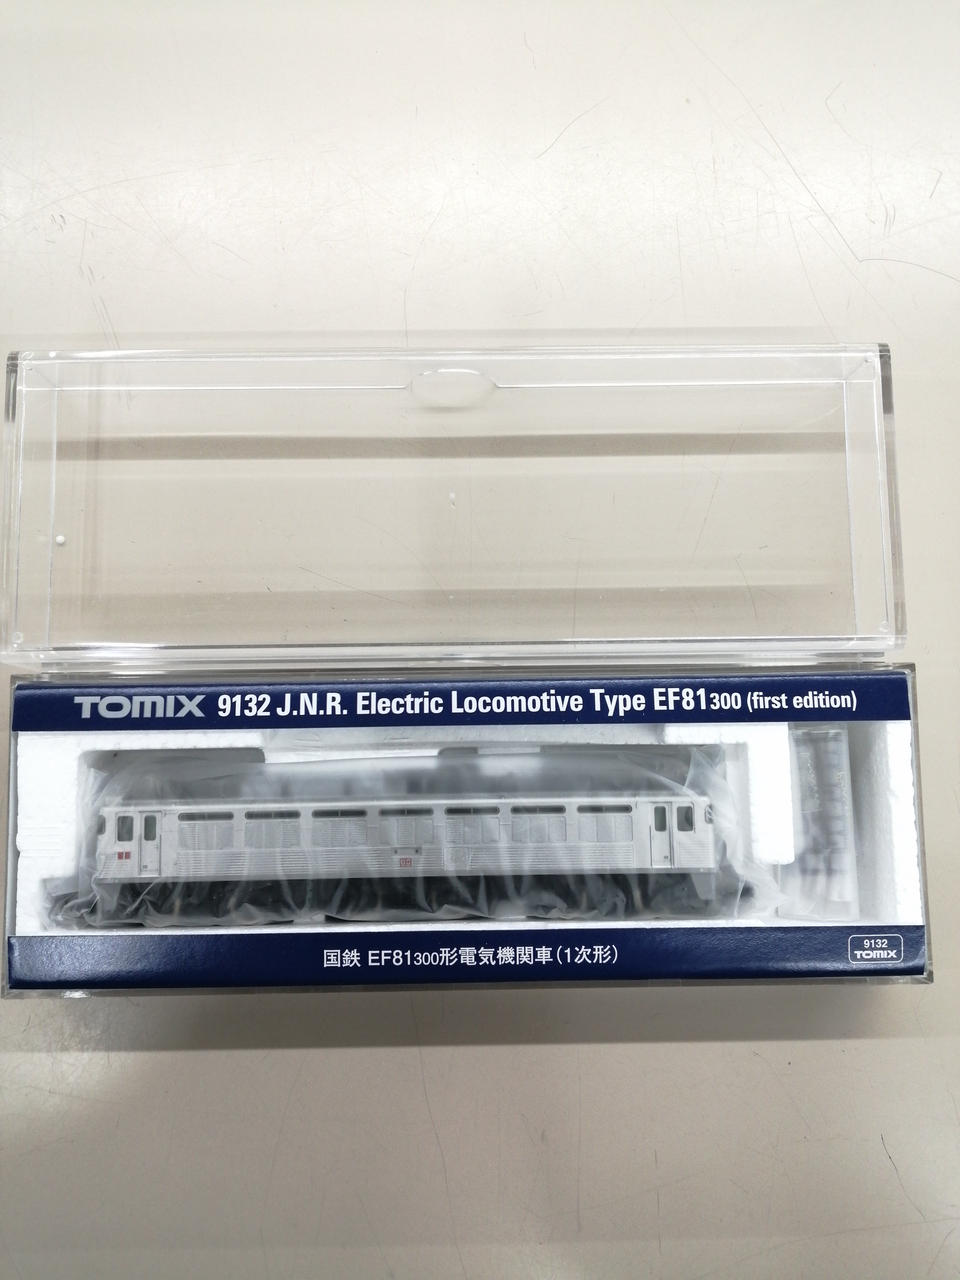 TOMIX 9132 J.N.R. Electric Locomotive Type EF81 300 (first edition)
国鉄 EF81 300形電気機関車(1次形)
9132
TOMIX